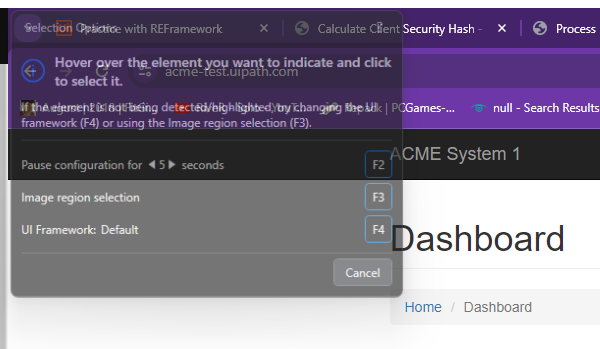 Selection Options
Practice with REFramework
Calculate Client Security Hash -
Process
Hover over the element you want to indicate and click
to select it.
acme-test.uipath.com
If the element is not being detected/highlighted, try changing the UI
framework (F4) or using the Image region selection (F3).
PCGames-...
null - Search Results
Pause configuration for 5 seconds F2
ACME System 1
Image region selection F3
UI Framework: Default F4
Dashboard
Cancel
Home / Dashboard